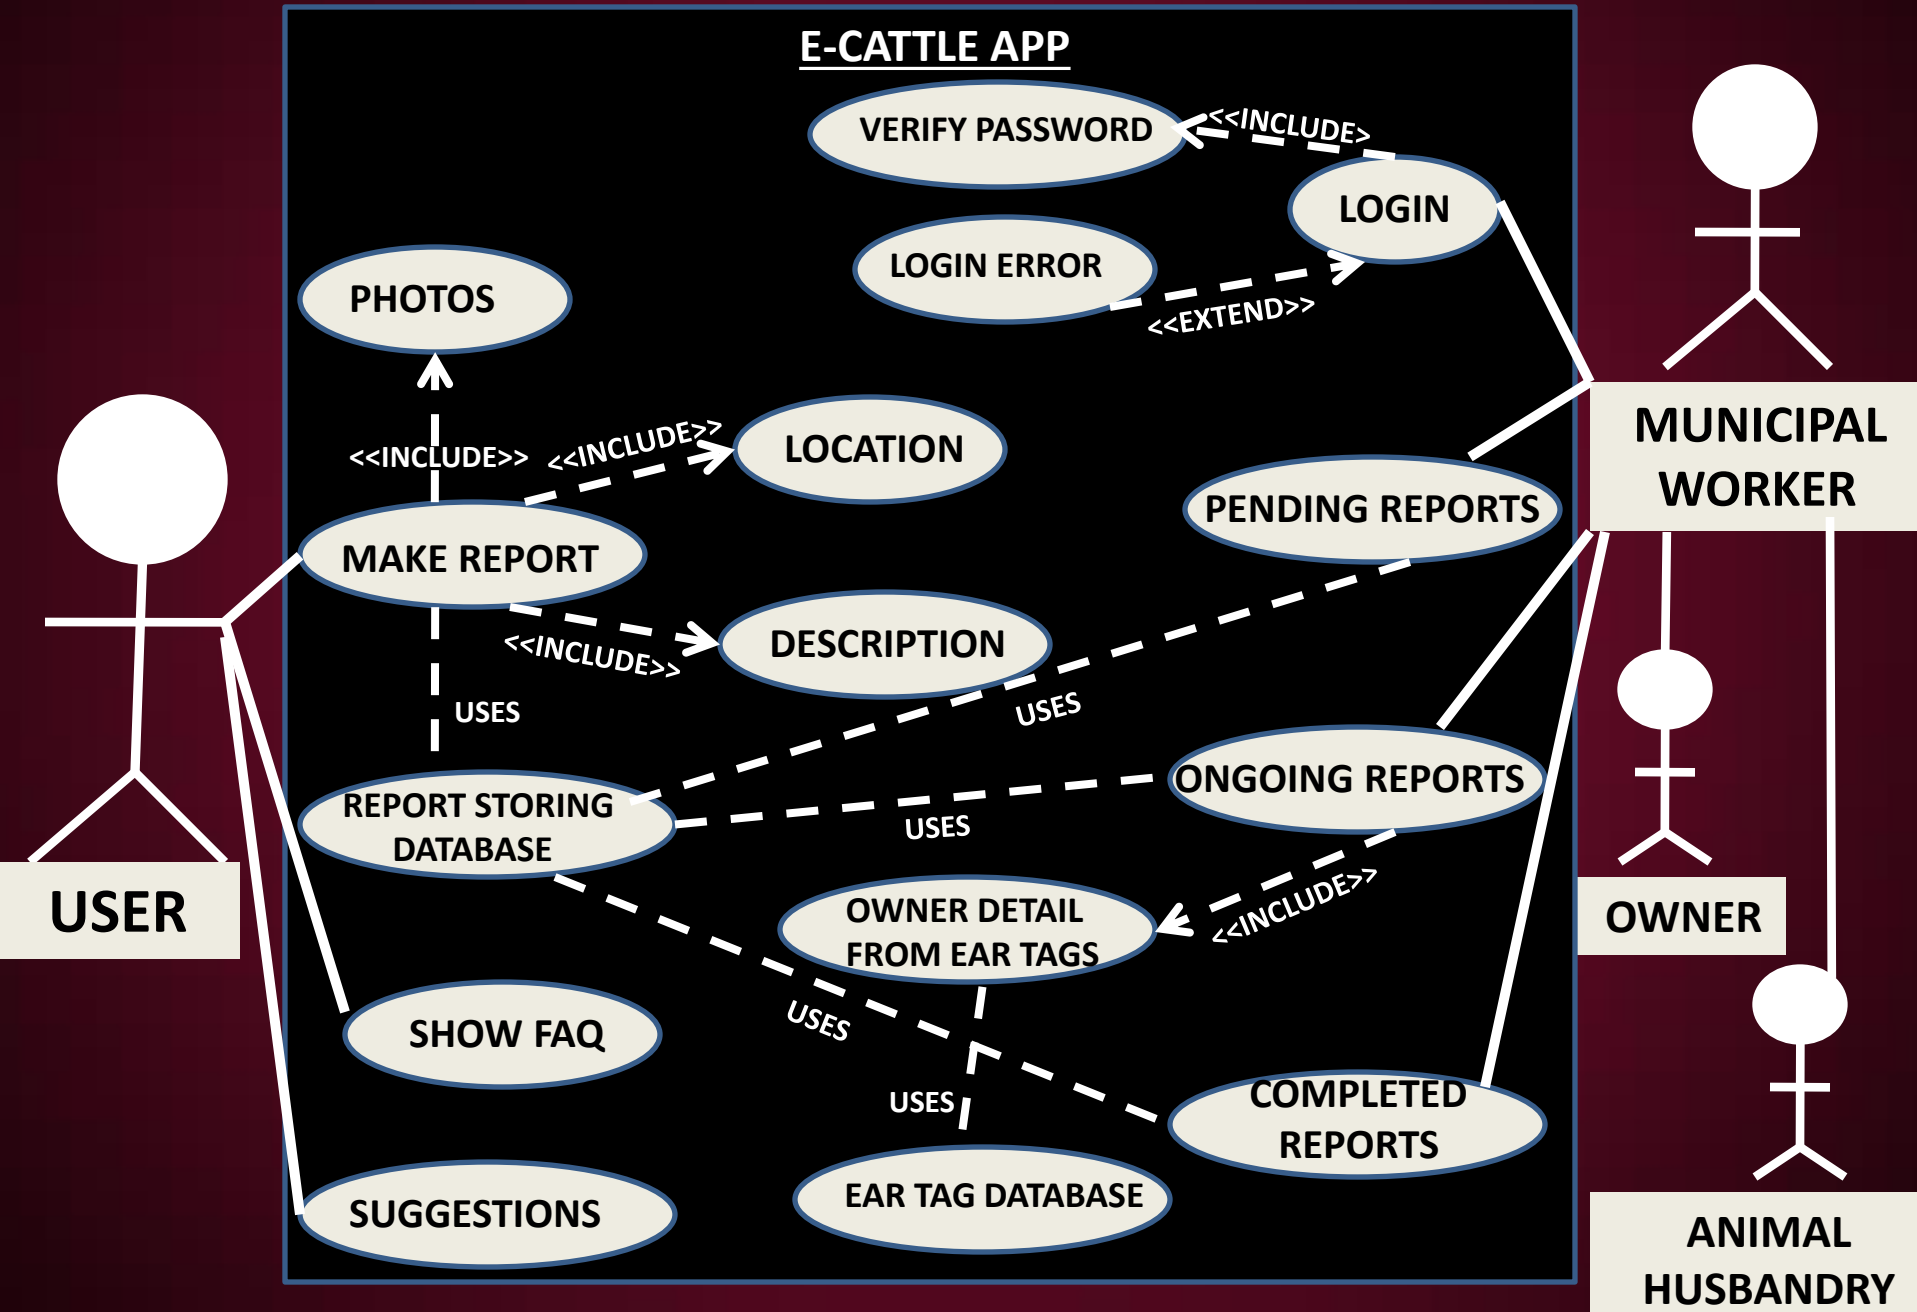 E-CATTLE APP
VERIFY PASSWORD
<<INCLUDE>
LOGIN
LOGIN ERROR
<<EXTEND>>
PHOTOS
<<INCLUDE>>
<<INCLUDE>>
LOCATION
MUNICIPAL
WORKER
PENDING REPORTS
MAKE REPORT
DESCRIPTION
<<INCLUDE>>
USES
USES
ONGOING REPORTS
REPORT STORING
DATABASE
USES
<<INCLUDE>>
USER
OWNER DETAIL
FROM EAR TAGS
OWNER
SHOW FAQ
USES
USES
COMPLETED
REPORTS
EAR TAG DATABASE
SUGGESTIONS
ANIMAL
HUSBANDRY